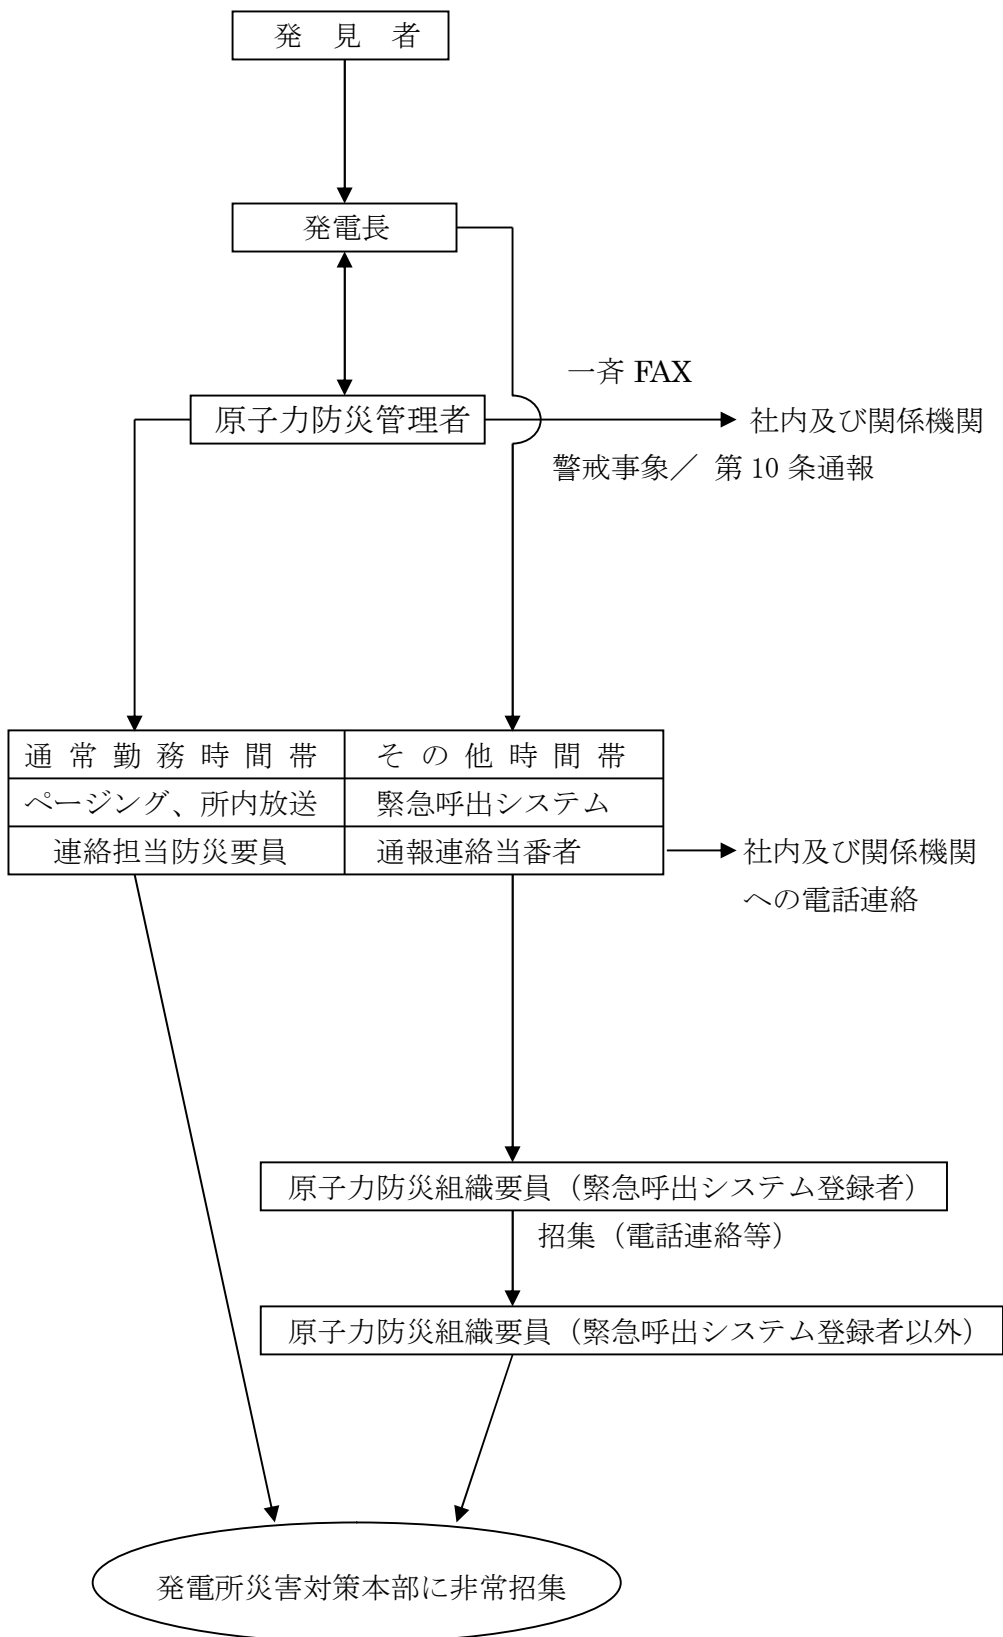 発 見 者
発電長
一斉 FAX
原子力防災管理者
社内及び関係機関
警戒事象／ 第 10 条通報
通 常 勤 務 時 間 帯
そ の 他 時 間 帯
ページング、所内放送
緊急呼出システム
連絡担当防災要員
通報連絡当番者
社内及び関係機関
への電話連絡
原子力防災組織要員（緊急呼出システム登録者）
招集（電話連絡等）
原子力防災組織要員（緊急呼出システム登録者以外）
発電所災害対策本部に非常招集